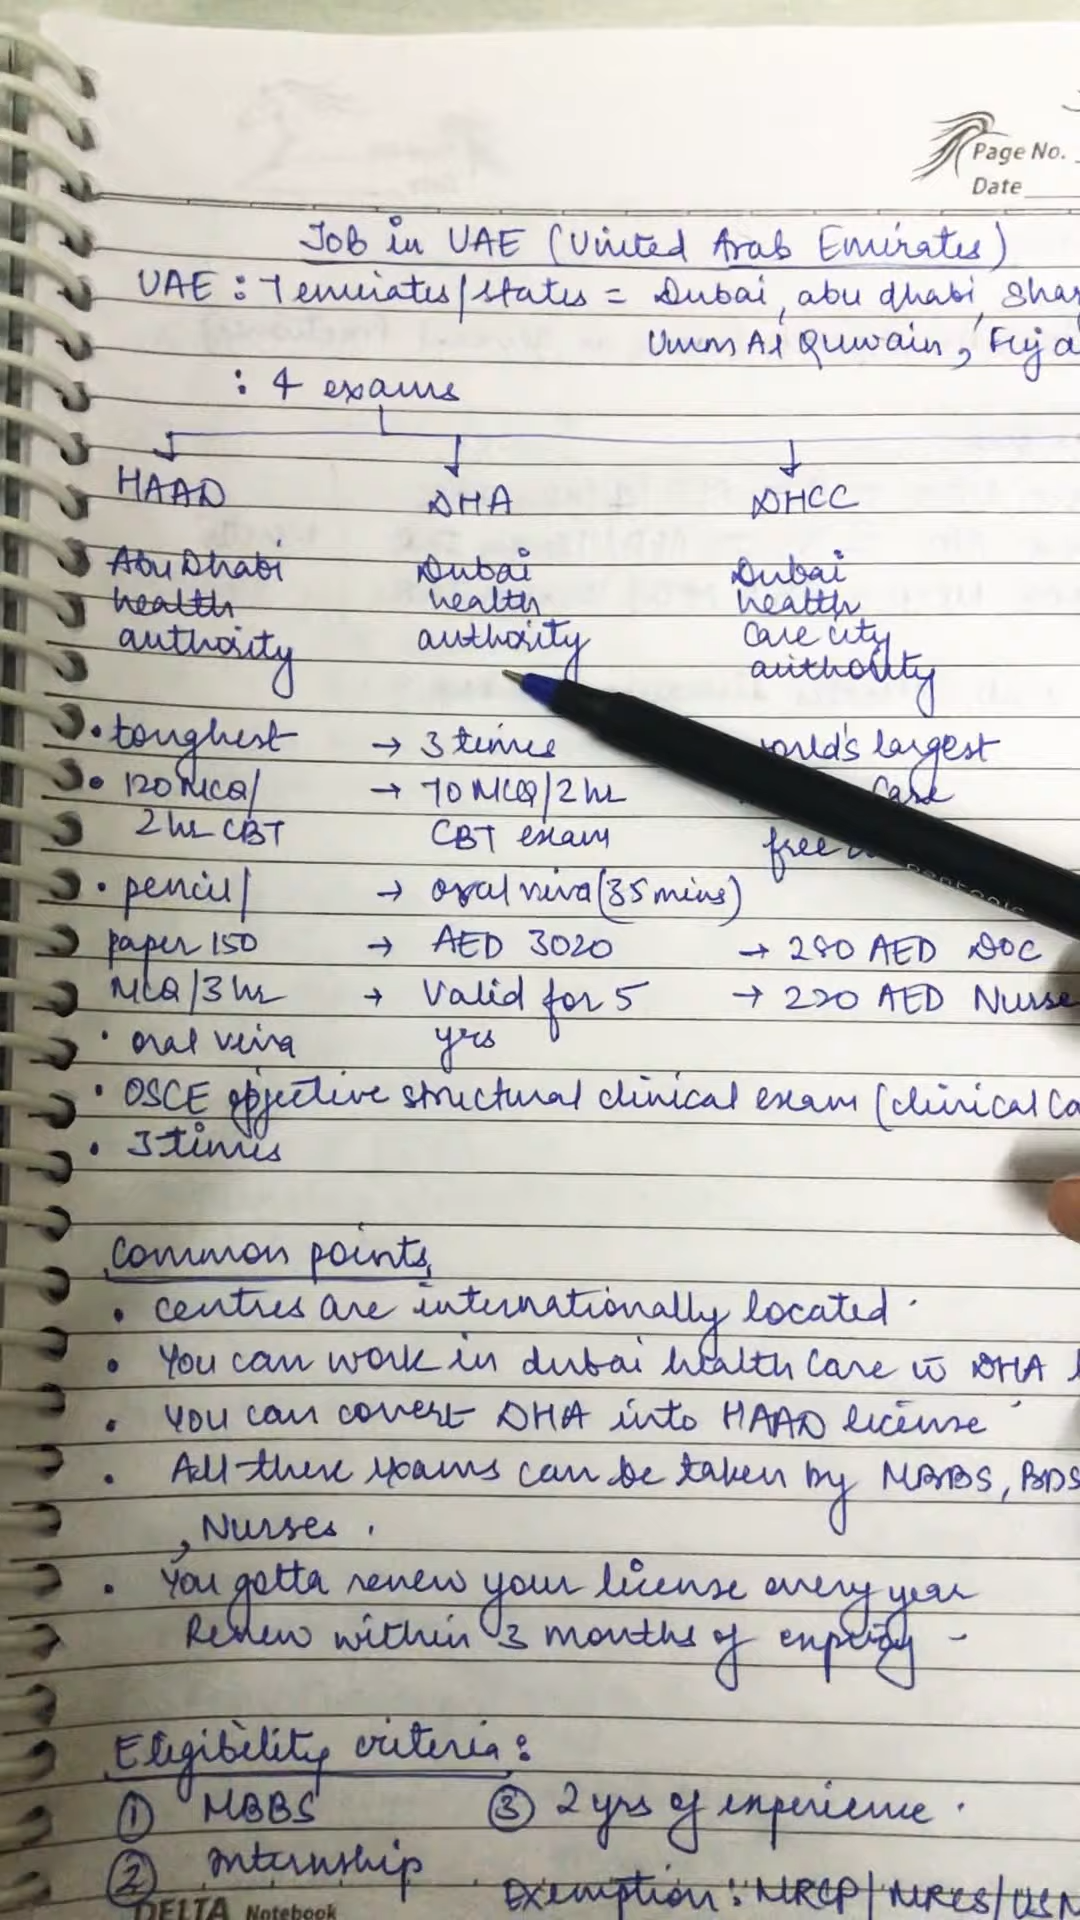 Page No.
Date
JOB in UAE (United Arab Emirates)
UAE : 7 emirates/states = Dubai, abu dhabi, Shar
Umm Al Quwain, Fuja
: 4 exams
HAAD DHA DHCC
Abu Dhabi Dubai Dubai
health health health
authority authority care city
authority
• toughest → 3 times orld's largest
• 120 MCQ/ → 70 MCQ/2 hr care
2 hr CBT CBT exam free
• pencil/ → oral viva (35 mins)
paper 150 → AED 3020 → 280 AED DOC
MCQ/3 hr → Valid for 5 → 220 AED Nurse
• oral viva yrs
• OSCE objective structural clinical exam (clinical ca
• 3 times
Common points
• centres are internationally located.
• You can work in dubai health care w DHA
• You can covert DHA into HAAD license
• All these exams can be taken by MBBS, BDS
, Nurses.
• You gotta renew your license every year
Renew within 3 months of expiry -
Eligibility criteria :
① MBBS ③ 2 yrs of experience.
② Internship
Exemption : MRCP/MRCS/USM
DELTA Notebook